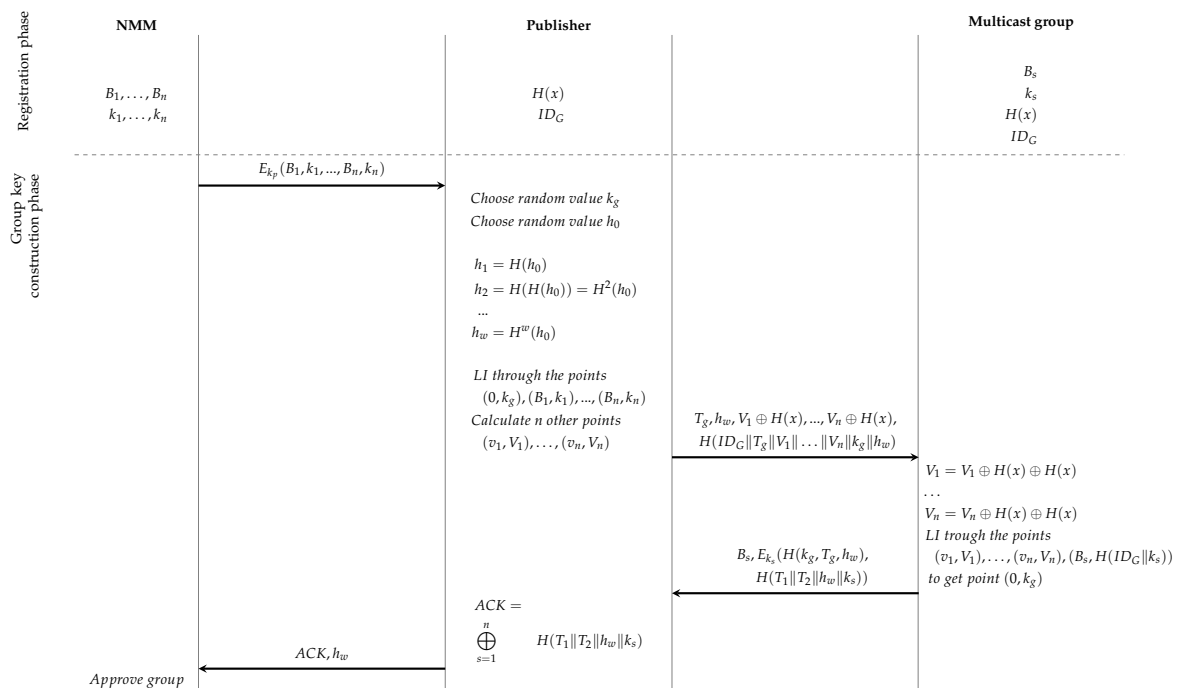 NMM
Publisher
Multicast group
Registration phase
B_1, . . . , B_n
k_1, . . . , k_n
H(x)
ID_G
B_s
k_s
H(x)
ID_G
Group key
construction phase
E_{k_p}(B_1, k_1, ..., B_n, k_n)
Choose random value k_g
Choose random value h_0
h_1 = H(h_0)
h_2 = H(H(h_0)) = H^2(h_0)
...
h_w = H^w(h_0)
LI through the points
(0, k_g), (B_1, k_1), ..., (B_n, k_n)
Calculate n other points
(v_1, V_1), . . . , (v_n, V_n)
T_g, h_w, V_1 ⊕ H(x), ..., V_n ⊕ H(x),
H(ID_G‖T_g‖V_1‖ . . . ‖V_n‖k_g‖h_w)
V_1 = V_1 ⊕ H(x) ⊕ H(x)
. . .
V_n = V_n ⊕ H(x) ⊕ H(x)
LI trough the points
(v_1, V_1), . . . , (v_n, V_n), (B_s, H(ID_G‖k_s))
to get point (0, k_g)
B_s, E_{k_s}(H(k_g, T_g, h_w),
H(T_1‖T_2‖h_w‖k_s))
ACK =
⊕_{s=1}^{n} H(T_1‖T_2‖h_w‖k_s)
ACK, h_w
Approve group